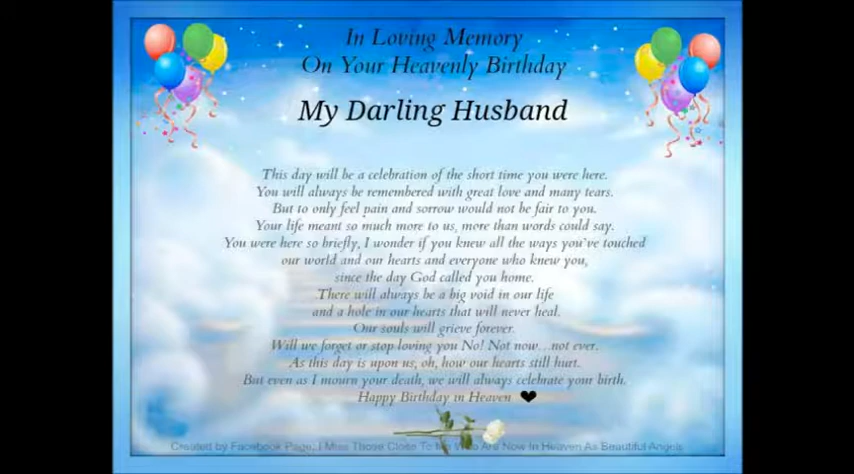 In Loving Memory
On Your Heavenly Birthday
My Darling Husband
This day will be a celebration of the short time you were here.
You will always be remembered with great love and many tears.
But to only feel pain and sorrow would not be fair to you.
Your life meant so much more to us, more than words could say.
You were here so briefly, I wonder if you knew all the ways you've touched
our world and our hearts and everyone who knew you,
since the day God called you home.
There will always be a big void in our life
and a hole in our hearts that will never heal.
Our souls will grieve forever.
Will we forget or stop loving you No! Not now...not ever.
As this day is upon us, oh, how our hearts still hurt.
But even as I mourn your death, we will always celebrate your birth.
Happy Birthday in Heaven ♥
Created by Facebook Page, I Miss Those Close To Me Who Are Now In Heaven As Beautiful Angels